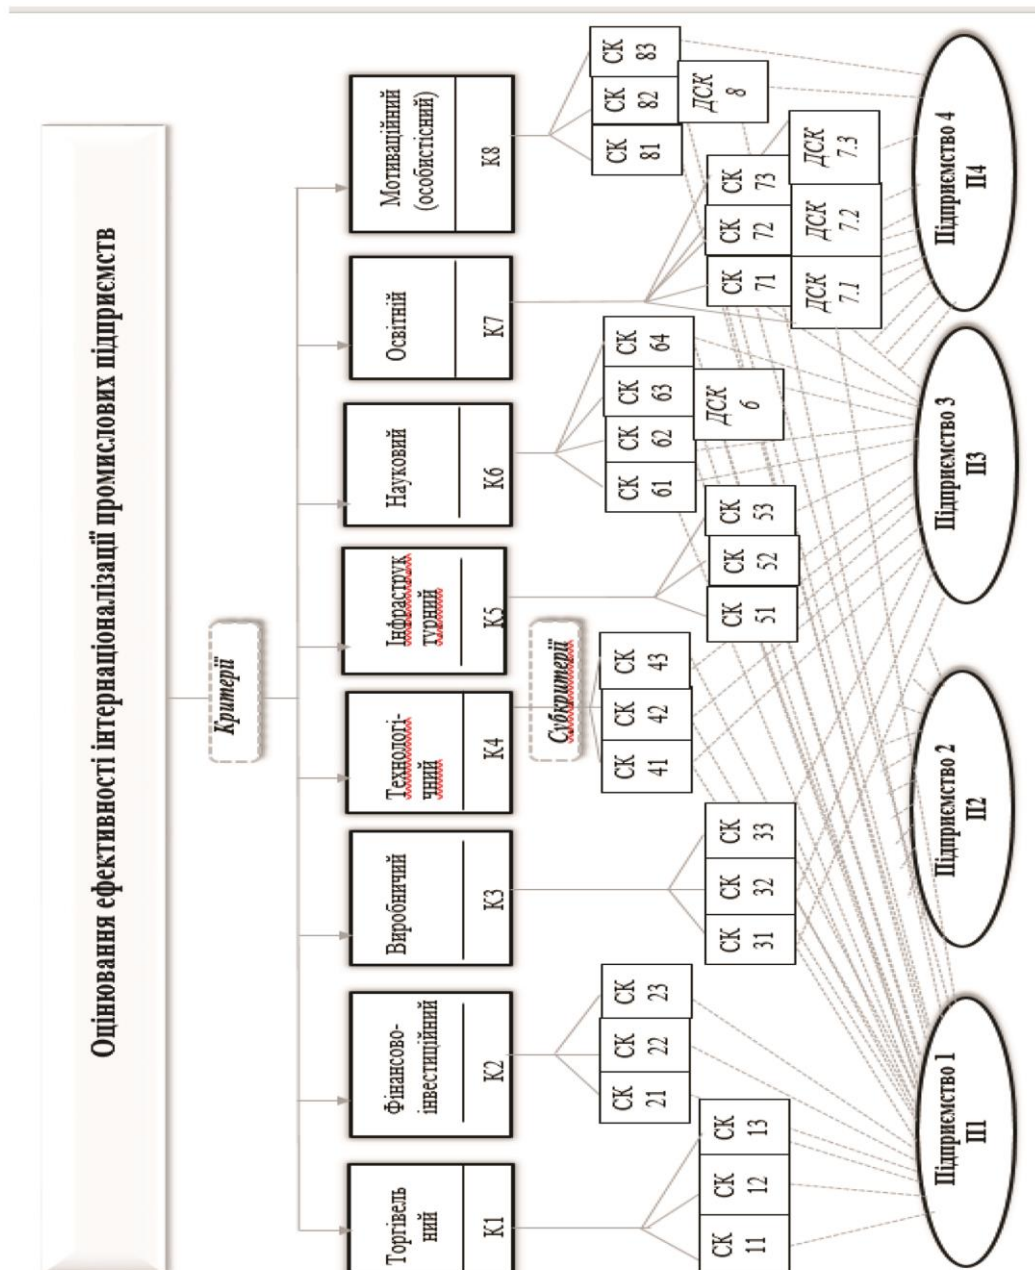 Оцінювання ефективності інтернаціоналізації промислових підприємств
Критерії
Торгівель
ний
К1
Фінансово-
інвестиційний
К2
Виробничий
К3
Технологі-
чний
К4
Інфраструк
турний
К5
Науковий
К6
Освітній
К7
Мотиваційний
(особистісний)
К8
Субкритерії
СК
11
СК
12
СК
13
СК
21
СК
22
СК
23
СК
31
СК
32
СК
33
СК
41
СК
42
СК
43
СК
51
СК
52
СК
53
СК
61
СК
62
СК
63
СК
64
ДСК
6
СК
71
СК
72
СК
73
ДСК
7.1
ДСК
7.2
ДСК
7.3
СК
81
СК
82
СК
83
ДСК
8
Підприємство 1
П1
Підприємство 2
П2
Підприємство 3
П3
Підприємство 4
П4